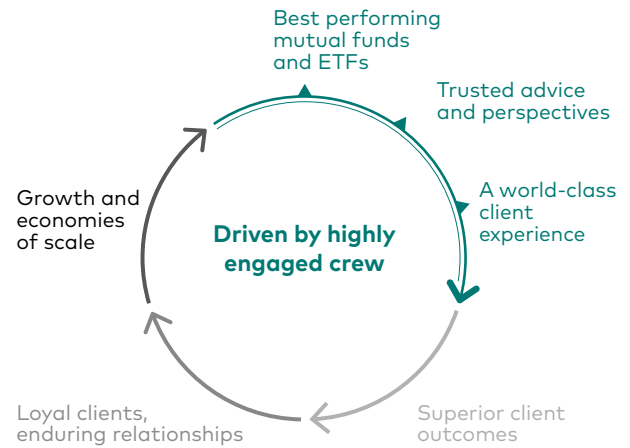 Best performing
mutual funds
and ETFs
Trusted advice
and perspectives
A world-class
client
experience
Growth and
economies
of scale
Driven by highly
engaged crew
Loyal clients,
enduring relationships
Superior client
outcomes